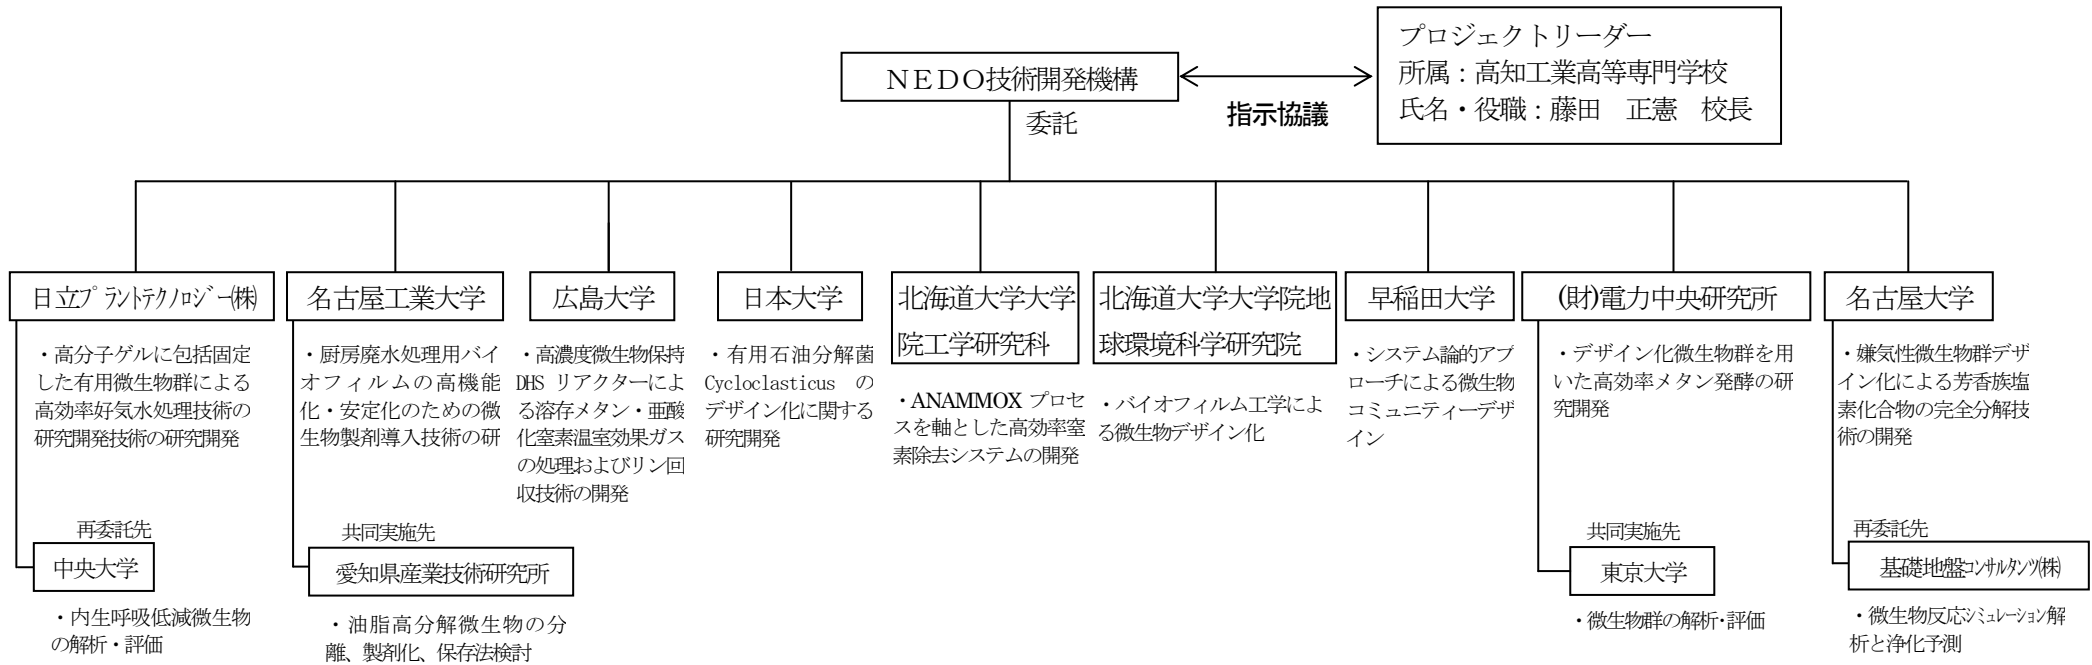 プロジェクトリーダー
所属：高知工業高等専門学校
氏名・役職：藤田　正憲　校長
ＮＥＤＯ技術開発機構
指示協議
委託
日立ﾌﾟﾗﾝﾄﾃｸﾉﾛｼﾞｰ㈱
・高分子ゲルに包括固定
した有用微生物群による
高効率好気水処理技術の
研究開発技術の研究開発
再委託先
中央大学
・内生呼吸低減微生物
の解析・評価
名古屋工業大学
・厨房廃水処理用バイ
オフィルムの高機能
化・安定化のための微
生物製剤導入技術の研
共同実施先
愛知県産業技術研究所
・油脂高分解微生物の分
離、製剤化、保存法検討
広島大学
・高濃度微生物保持
DHS リアクターによ
る溶存メタン・亜酸
化窒素温室効果ガス
の処理およびリン回
収技術の開発
日本大学
・有用石油分解菌
Cycloclasticus の
デザイン化に関する
研究開発
北海道大学大学
院工学研究科
・ANAMMOX プロセ
スを軸とした高効率窒
素除去システムの開発
北海道大学大学院地
球環境科学研究院
・バイオフィルム工学によ
る微生物デザイン化
早稲田大学
・システム論的アプ
ローチによる微生物
コミュニティーデザ
イン
(財)電力中央研究所
・デザイン化微生物群を用
いた高効率メタン発酵の研
究開発
共同実施先
東京大学
・微生物群の解析･評価
名古屋大学
・嫌気性微生物群デザ
イン化による芳香族塩
素化合物の完全分解技
術の開発
再委託先
基礎地盤ｺﾝｻﾙﾀﾝﾂ㈱
・微生物反応ｼﾐｭﾚｰｼｮﾝ解
析と浄化予測